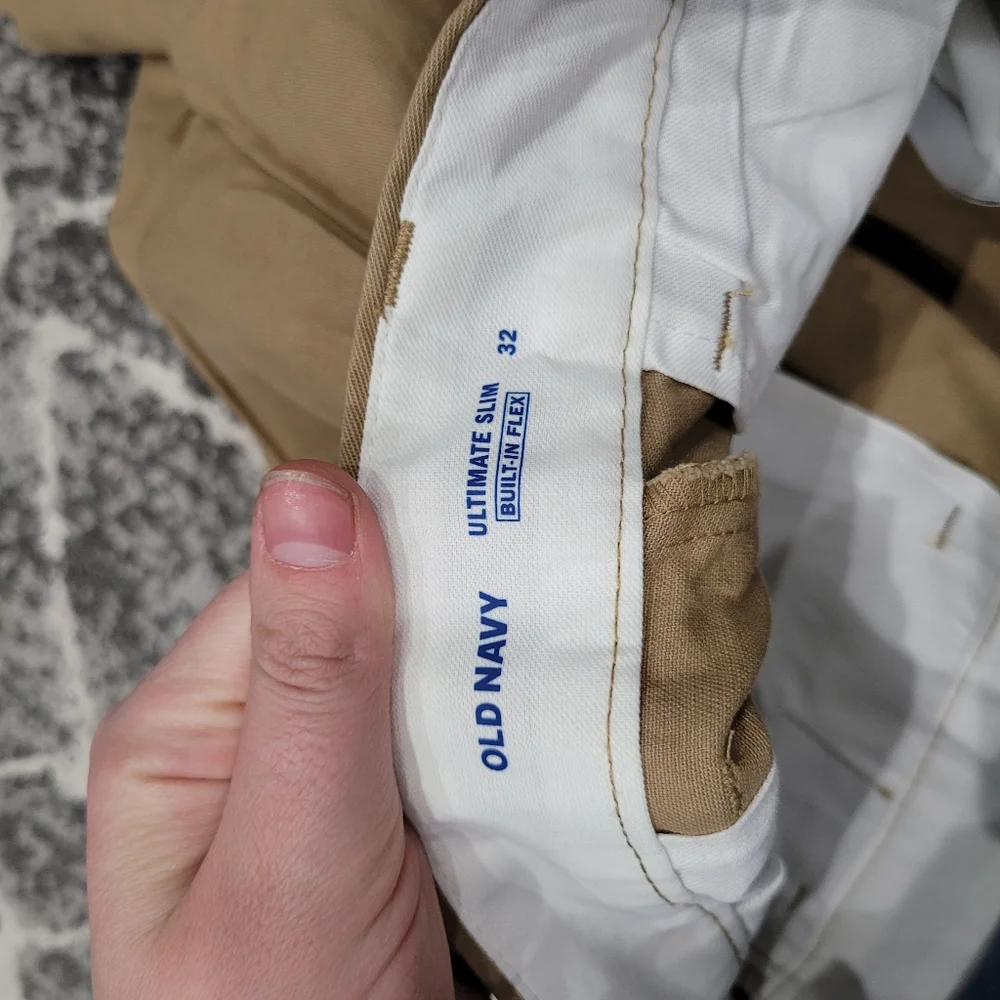 OLD NAVY
ULTIMATE SLIM 32
BUILT-IN FLEX